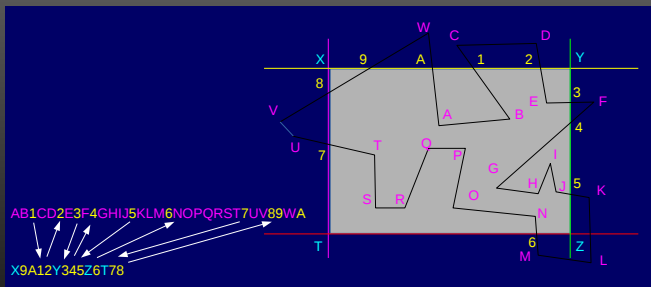 W
C
D
X
9
A
1
2
Y
8
3
E
F
V
A
B
4
U
T
Q
P
7
G
I
H
J
5
K
S
R
O
AB1CD2E3F4GHIJ5KLM6NOPQRST7UV89WA
N
T
6
Z
M
L
X9A12Y345Z6T78